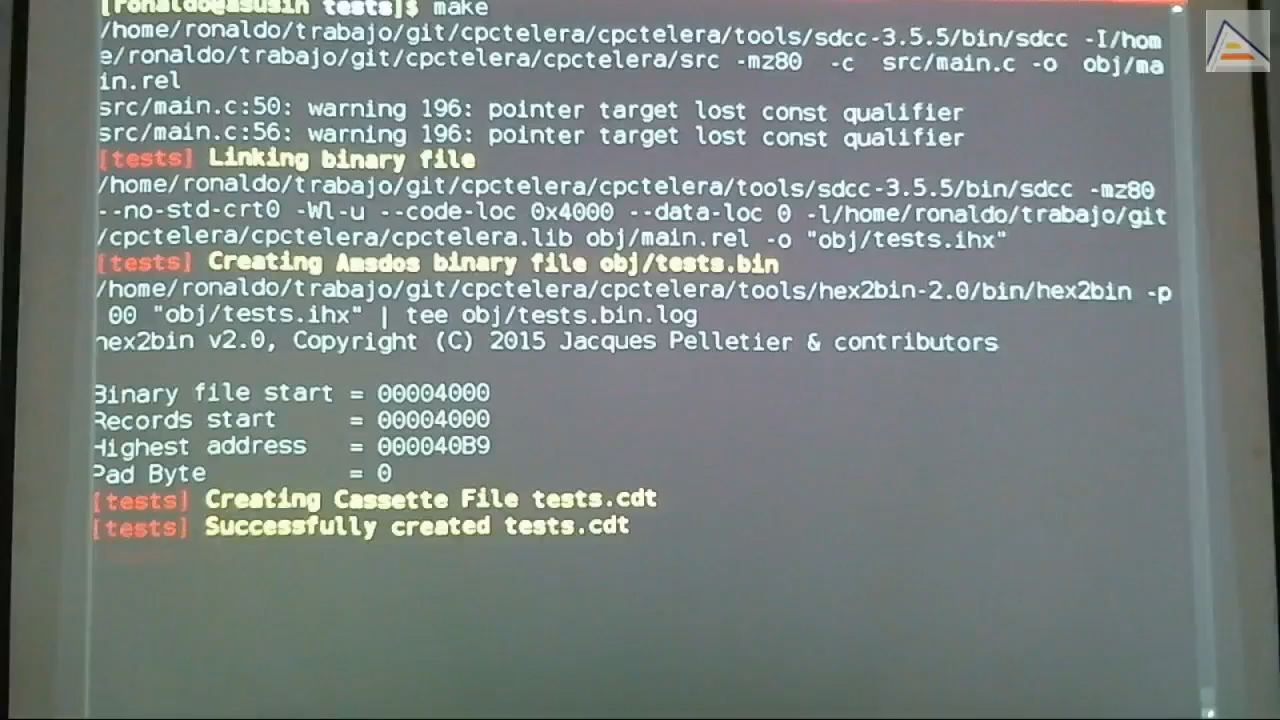 [ronaldo@asusin tests]$ make
/home/ronaldo/trabajo/git/cpctelera/cpctelera/tools/sdcc-3.5.5/bin/sdcc -I/hom
e/ronaldo/trabajo/git/cpctelera/cpctelera/src -mz80  -c  src/main.c -o  obj/ma
in.rel
src/main.c:50: warning 196: pointer target lost const qualifier
src/main.c:56: warning 196: pointer target lost const qualifier
[tests] Linking binary file
/home/ronaldo/trabajo/git/cpctelera/cpctelera/tools/sdcc-3.5.5/bin/sdcc -mz80
--no-std-crt0 -Wl-u --code-loc 0x4000 --data-loc 0 -l/home/ronaldo/trabajo/git
/cpctelera/cpctelera/cpctelera.lib obj/main.rel -o "obj/tests.ihx"
[tests] Creating Amsdos binary file obj/tests.bin
/home/ronaldo/trabajo/git/cpctelera/cpctelera/tools/hex2bin-2.0/bin/hex2bin -p
00 "obj/tests.ihx" | tee obj/tests.bin.log
hex2bin v2.0, Copyright (C) 2015 Jacques Pelletier & contributors
Binary file start = 00004000
Records start     = 00004000
Highest address   = 000040B9
Pad Byte          = 0
[tests] Creating Cassette File tests.cdt
[tests] Successfully created tests.cdt